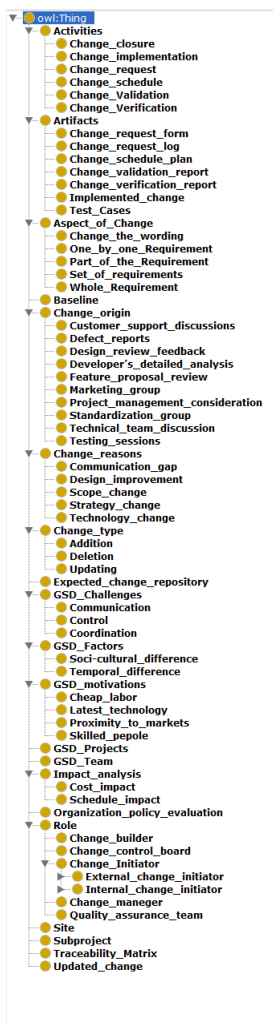 owl:Thing
Activities
Change_closure
Change_implementation
Change_request
Change_schedule
Change_Validation
Change_Verification
Artifacts
Change_request_form
Change_request_log
Change_schedule_plan
Change_validation_report
Change_verification_report
Implemented_change
Test_Cases
Aspect_of_Change
Change_the_wording
One_by_one_Requirement
Part_of_the_Requirement
Set_of_requirements
Whole_Requirement
Baseline
Change_origin
Customer_support_discussions
Defect_reports
Design_review_feedback
Developer's_detailed_analysis
Feature_proposal_review
Marketing_group
Project_management_consideration
Standardization_group
Technical_team_discussion
Testing_sessions
Change_reasons
Communication_gap
Design_improvement
Scope_change
Strategy_change
Technology_change
Change_type
Addition
Deletion
Updating
Expected_change_repository
GSD_Challenges
Communication
Control
Coordination
GSD_Factors
Soci-cultural_difference
Temporal_difference
GSD_motivations
Cheap_labor
Latest_technology
Proximity_to_markets
Skilled_pepole
GSD_Projects
GSD_Team
Impact_analysis
Cost_impact
Schedule_impact
Organization_policy_evaluation
Role
Change_builder
Change_control_board
Change_Initiator
External_change_initiator
Internal_change_initiator
Change_maneger
Quality_assurance_team
Site
Subproject
Traceability_Matrix
Updated_change